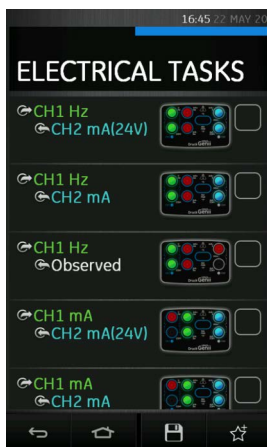 16:45 22 MAY 20
ELECTRICAL TASKS
CH1 Hz
CH2 mA(24V)
CH1 Hz
CH2 mA
CH1 Hz
Observed
CH1 mA
CH2 mA(24V)
CH1 mA
CH2 mA